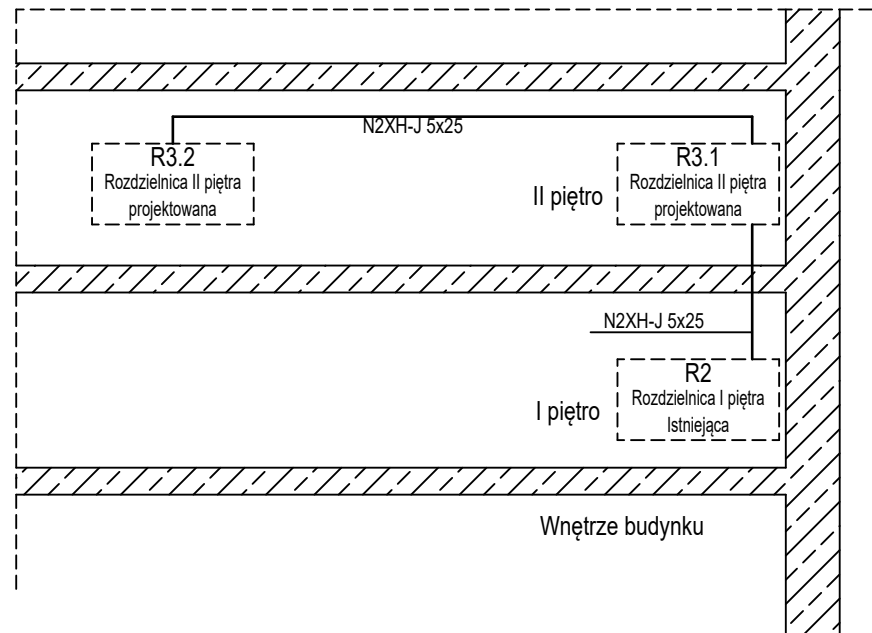 N2XH-J 5x25
R3.2
Rozdzielnica II piętra
projektowana
II piętro
R3.1
Rozdzielnica II piętra
projektowana
N2XH-J 5x25
I piętro
R2
Rozdzielnica I piętra
Istniejąca
Wnętrze budynku